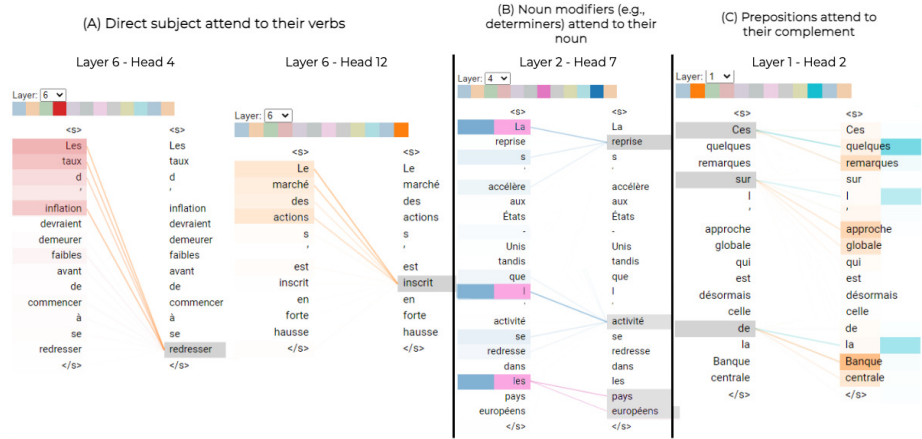 (A) Direct subject attend to their verbs
Layer 6 - Head 4
Layer: 6
<s> <s>
Les Les
taux taux
d d
' '
inflation inflation
devraient devraient
demeurer demeurer
faibles faibles
avant avant
de de
commencer commencer
à à
se se
redresser redresser
</s> </s>
Layer 6 - Head 12
Layer: 6
<s> <s>
Le Le
marché marché
des des
actions actions
s s
' '
est est
inscrit inscrit
en en
forte forte
hausse hausse
</s> </s>
(B) Noun modifiers (e.g.,
determiners) attend to their
noun
Layer 2 - Head 7
Layer: 4
<s> <s>
La La
reprise reprise
s s
' '
accélère accélère
aux aux
États États
- -
Unis Unis
tandis tandis
que que
l l
' '
activité activité
se se
redresse redresse
dans dans
les les
pays pays
européens européens
</s> </s>
(C) Prepositions attend to
their complement
Layer 1 - Head 2
Layer: 1
<s> <s>
Ces Ces
quelques quelques
remarques remarques
sur sur
l l
' '
approche approche
globale globale
qui qui
est est
désormais désormais
celle celle
de de
la la
Banque Banque
centrale centrale
</s> </s>